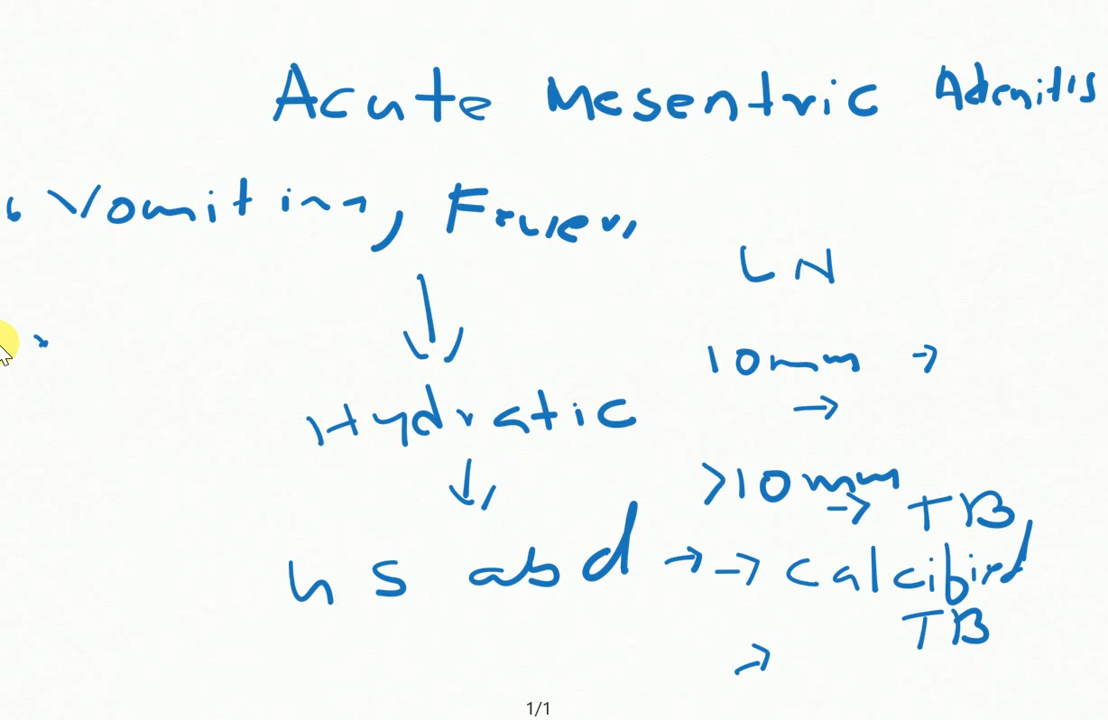 Acute Mesentric Adenitis
Vomiting, Fever,
↓
LN
10mm →
→
Hydratic
↓
>10mm
→ TB,
us abd → → calcified
TB
→
1/1